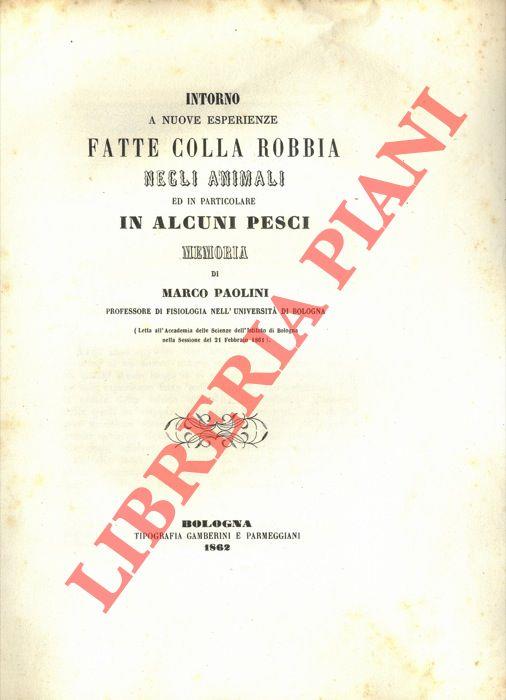 INTORNO
A NUOVE ESPERIENZE
FATTE COLLA ROBBIA
NEGLI ANIMALI
ED IN PARTICOLARE
IN ALCUNI PESCI
MEMORIA
DI
MARCO PAOLINI
PROFESSORE DI FISIOLOGIA NELL'UNIVERSITÀ DI BOLOGNA
(Letta all'Accademia delle Scienze dell'Istituto di Bologna
nella Sessione del 21 Febbraio 1861).
BOLOGNA
TIPOGRAFIA GAMBERINI E PARMEGGIANI
1862
LIBRERIA PIANI